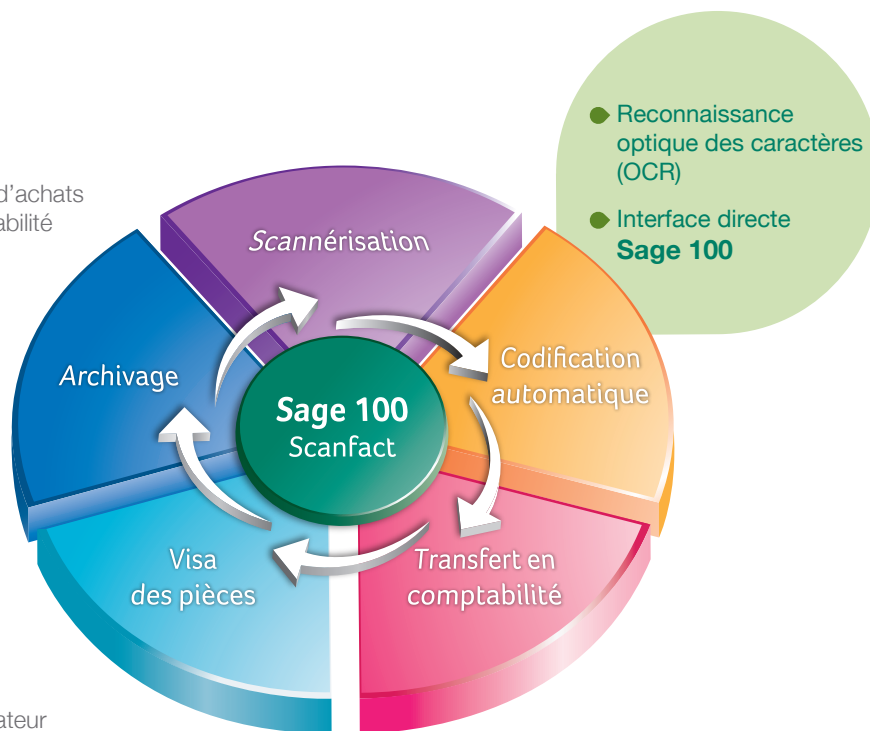 Reconnaissance
optique des caractères
(OCR)
Interface directe
Sage 100
d'achats
Scannérisation
Archivage
Codification
automatique
Sage 100
Scanfact
Visa
des pièces
Transfert en
comptabilité